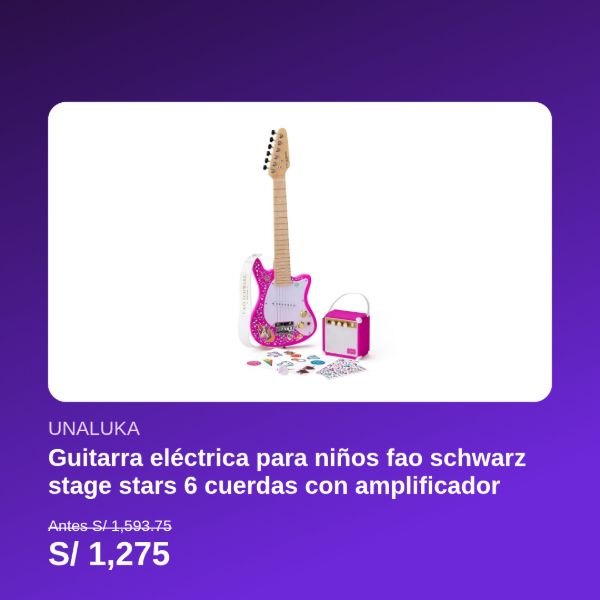 UNALUKA
Guitarra eléctrica para niños fao schwarz
stage stars 6 cuerdas con amplificador
Antes S/ 1,593.75
S/ 1,275